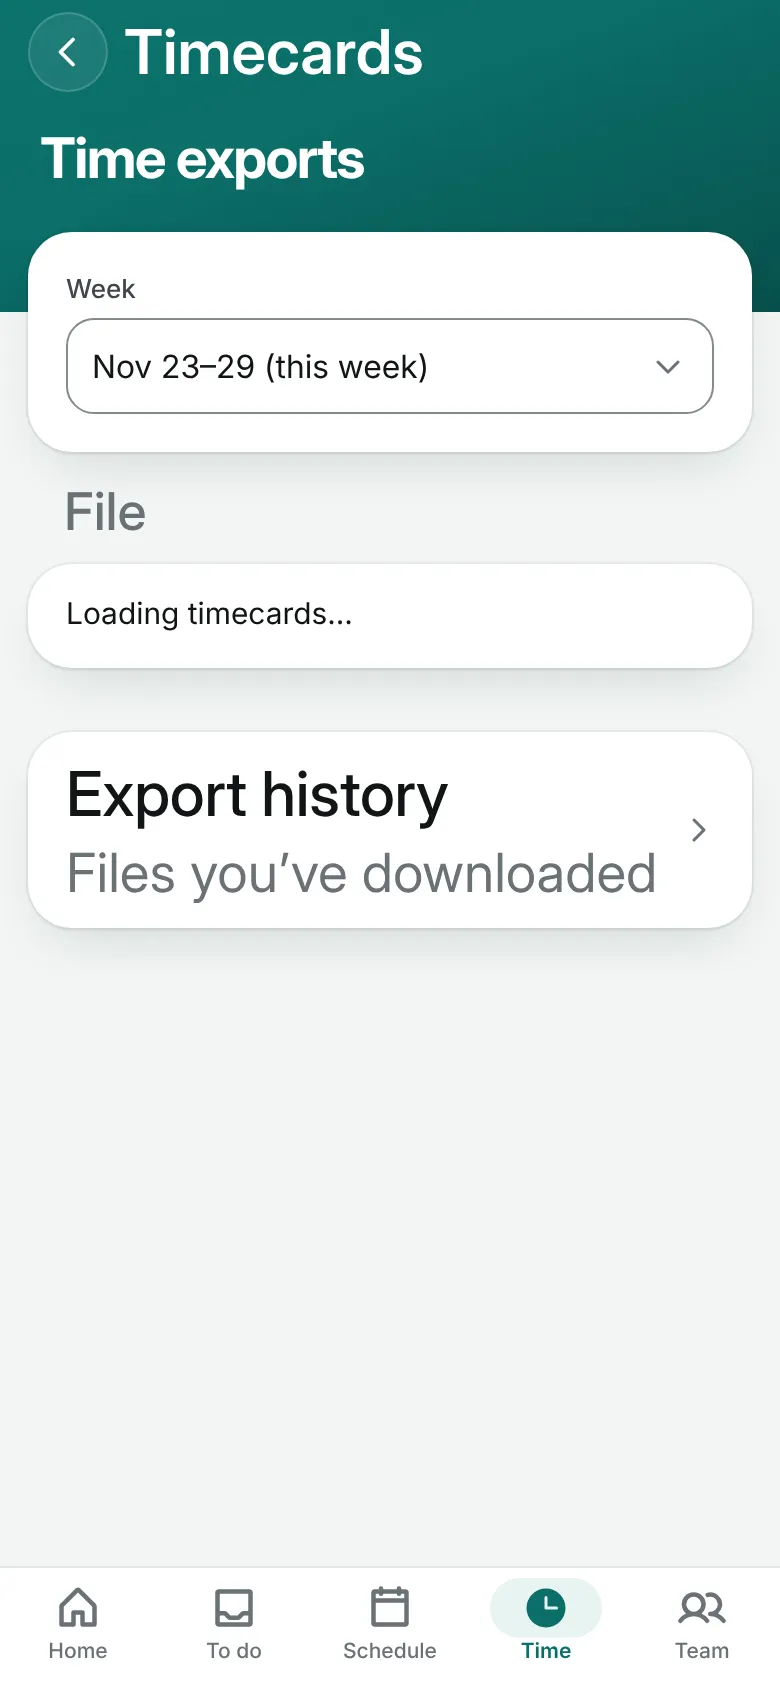 Timecards
Time exports
Week
Nov 23–29 (this week)
File
Loading timecards...
Export history
Files you’ve downloaded
Home
To do
Schedule
Time
Team